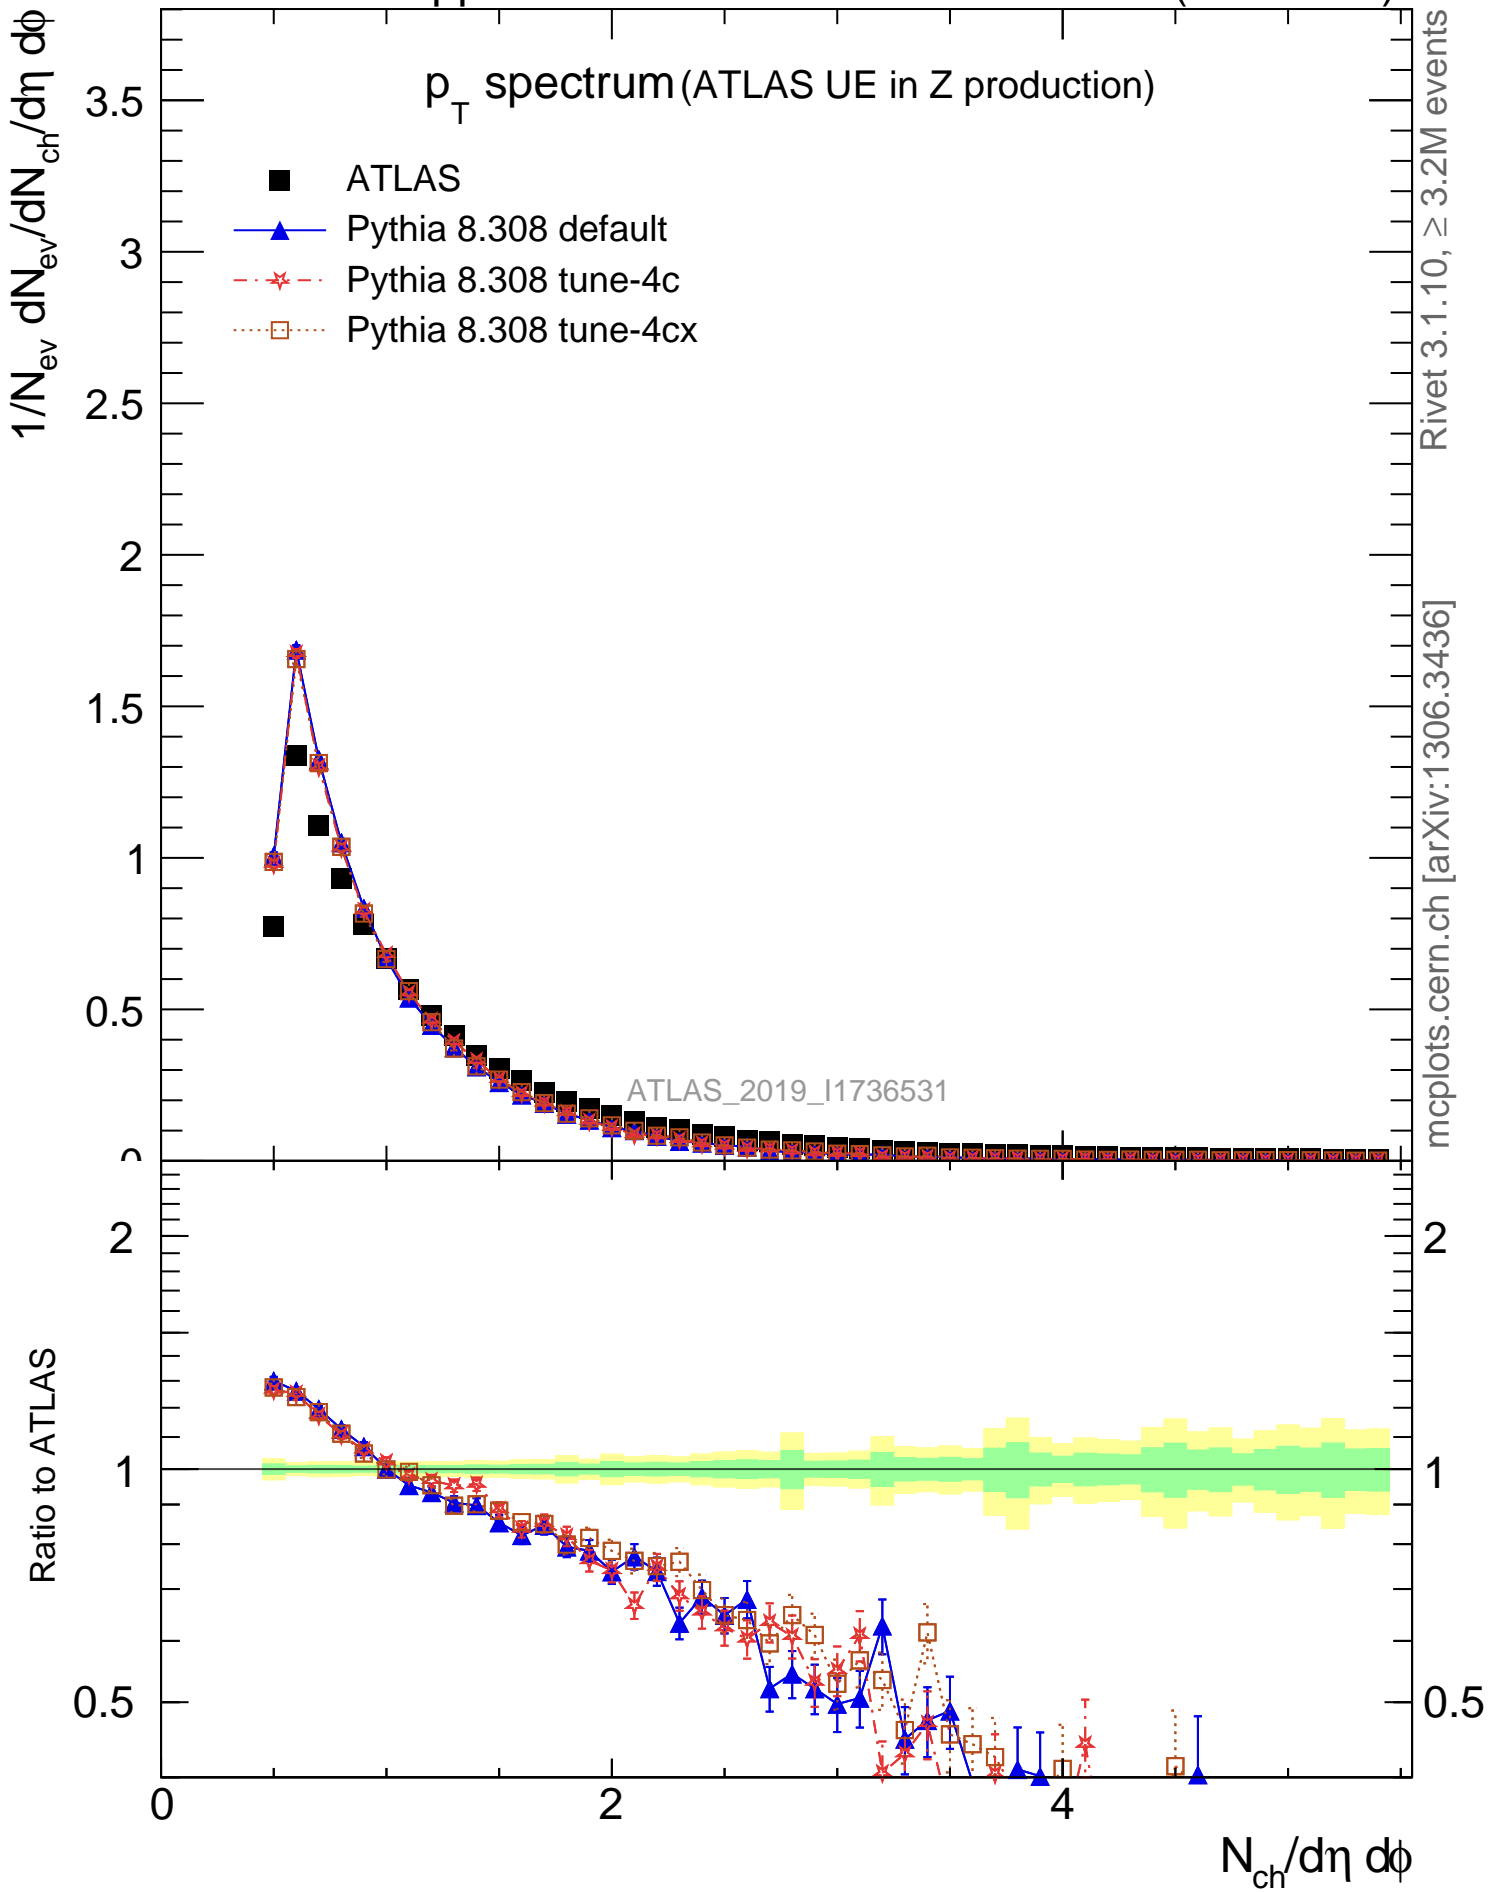 p_T spectrum (ATLAS UE in Z production)
1/N_ev dN_ev/dN_ch/dη dϕ
ATLAS
Pythia 8.308 default
Pythia 8.308 tune-4c
Pythia 8.308 tune-4cx
3.5
3
2.5
2
1.5
1
0.5
0
ATLAS_2019_I1736531
Rivet 3.1.10, ≥ 3.2M events
mcplots.cern.ch [arXiv:1306.3436]
Ratio to ATLAS
2
1
0.5
2
1
0.5
0
2
4
N_ch/dη dϕ